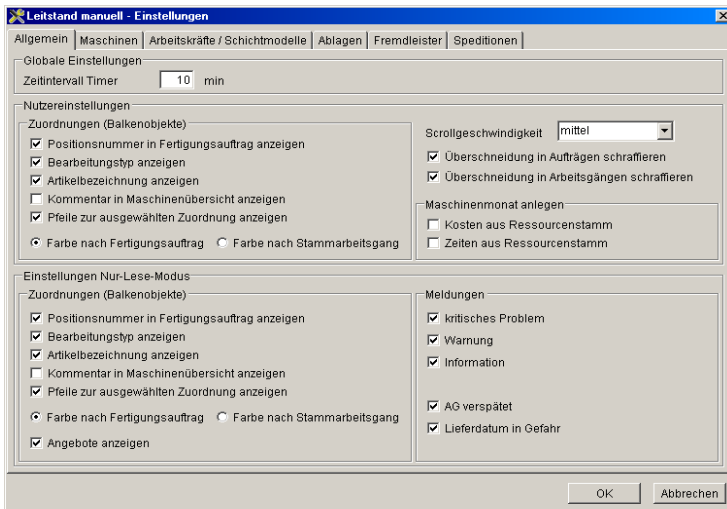 Leitstand manuell - Einstellungen
Allgemein Maschinen Arbeitskräfte / Schichtmodelle Ablagen Fremdleister Speditionen
Globale Einstellungen
Zeitintervall Timer 10 min
Nutzereinstellungen
Zuordnungen (Balkenobjekte)
Positionsnummer in Fertigungsauftrag anzeigen
Bearbeitungstyp anzeigen
Artikelbezeichnung anzeigen
Kommentar in Maschinenübersicht anzeigen
Pfeile zur ausgewählten Zuordnung anzeigen
Farbe nach Fertigungsauftrag Farbe nach Stammarbeitsgang
Scrollgeschwindigkeit mittel
Überschneidung in Aufträgen schraffieren
Überschneidung in Arbeitsgängen schraffieren
Maschinenmonat anlegen
Kosten aus Ressourcenstamm
Zeiten aus Ressourcenstamm
Einstellungen Nur-Lese-Modus
Zuordnungen (Balkenobjekte)
Positionsnummer in Fertigungsauftrag anzeigen
Bearbeitungstyp anzeigen
Artikelbezeichnung anzeigen
Kommentar in Maschinenübersicht anzeigen
Pfeile zur ausgewählten Zuordnung anzeigen
Farbe nach Fertigungsauftrag Farbe nach Stammarbeitsgang
Angebote anzeigen
Meldungen
kritisches Problem
Warnung
Information
AG verspätet
Lieferdatum in Gefahr
OK Abbrechen